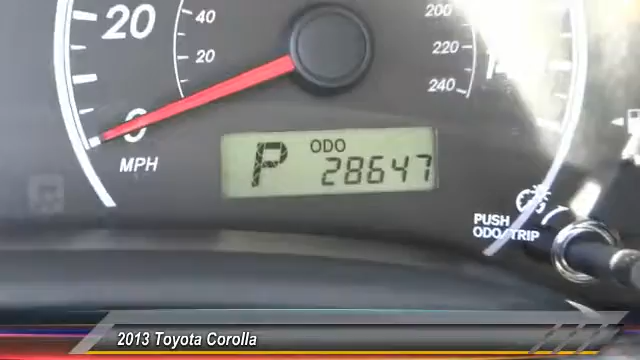 20
40
20
0
MPH
200
220
240
P
ODO
28647
PUSH
ODO/TRIP
2013 Toyota Corolla